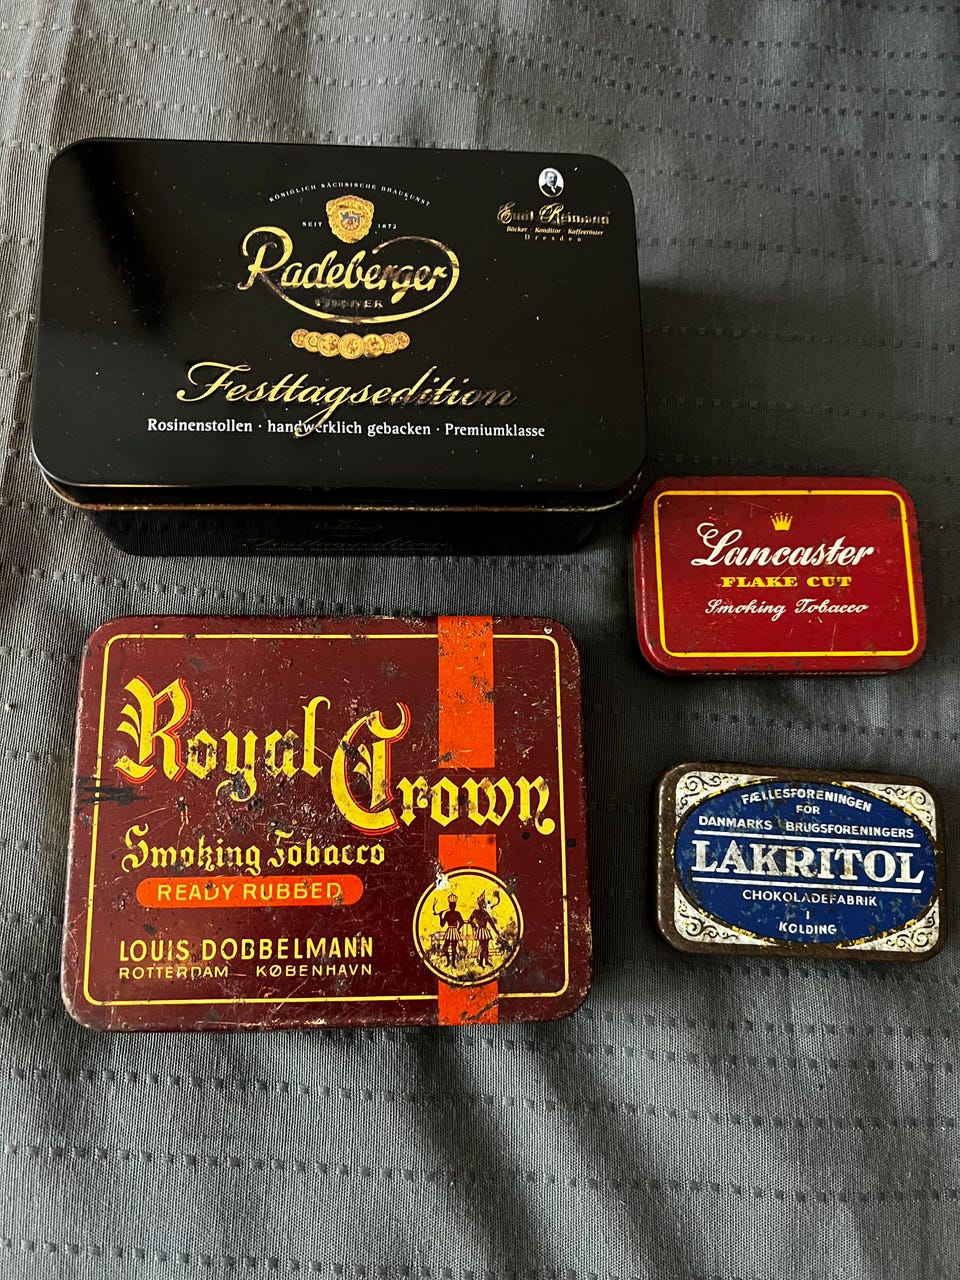 KÖNIGLICH SÄCHSISCHE BRAUKUNST
SEIT 1872
Radeberger
PILSNER
Festtagsedition
Rosinenstollen · handwerklich gebacken · Premiumklasse
Emil Reimann
Bäcker · Konditor · Kaffeeröster
Dresden
Radeberger
Lancaster
FLAKE CUT
Smoking Tobacco
Royal Crown
Smoking Tobacco
READY RUBBED
LOUIS DOBBELMANN
ROTTERDAM KØBENHAVN
FÆLLESFORENINGEN
FOR
DANMARKS BRUGSFORENINGERS
LAKRITOL
CHOKOLADEFABRIK
I
KOLDING